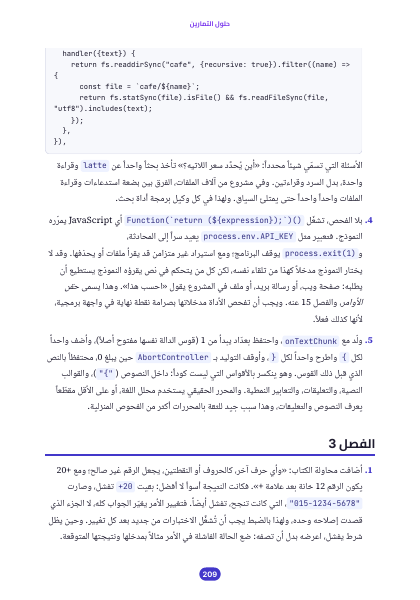 حلول التمارين
handler({text}) {
return fs.readdirSync("cafe", {recursive: true}).filter((name) =>
{
const file = `cafe/${name}`;
return fs.statSync(file).isFile() && fs.readFileSync(file,
"utf8").includes(text);
});
},
}),
الأسئلة التي تسمّي شيئاً محدداً: «أين يُحدَّد سعر اللاتيه؟» تأخذ بحثاً واحداً عن latte وقراءة
واحدة، بدل السرد وقراءتين. وفي مشروع من آلاف الملفات، الفرق بين بضعة استدعاءات وقراءة
الملفات واحداً واحداً حتى يمتلئ السياق. ولهذا في كل وكيل برمجة أداة بحث.
4. بلا الفحص، تشغّل Function(`return (${expression});`)() أي JavaScript يمرّره
النموذج. فتعبير مثل process.env.API_KEY يعيد سراً إلى المحادثة،
و process.exit(1) يوقف البرنامج؛ ومع استيراد غير متزامن قد يقرأ ملفات أو يحذفها. وقد لا
يختار النموذج مدخلاً كهذا من تلقاء نفسه، لكن كل من يتحكم في نص يقرؤه النموذج يستطيع أن
يطلبه: صفحة ويب، أو رسالة بريد، أو ملف في المشروع يقول «احسب هذا». وهذا يسمى حقن
الأوامر، والفصل 15 عنه. ويجب أن تفحص الأداة مدخلاتها بصرامة نقطة نهاية في واجهة برمجية،
لأنها كذلك فعلاً.
5. ولّد مع onTextChunk، واحتفظ بعدّاد يبدأ من 1 (قوس الدالة نفسها مفتوح أصلاً)، وأضف واحداً
لكل { واطرح واحداً لكل }، وأوقف التوليد بـ AbortController حين يبلغ 0، محتفظاً بالنص
الذي قبل ذلك القوس. وهو ينكسر بالأقواس التي ليست كوداً: داخل النصوص ("}")، والقوالب
النصية، والتعليقات، والتعابير النمطية. والمحرر الحقيقي يستخدم محلل اللغة، أو على الأقل مقطّعاً
يعرف النصوص والتعليقات، وهذا سبب جيد للغة بالمحررات أكثر من الفحوص المنزلية.
الفصل 3
1. أضافت محاولة الكتاب: «وأي حرف آخر، كالحروف أو النقطتين، يجعل الرقم غير صالح؛ ومع +20
يكون الرقم 12 خانة بعد علامة +». فكانت النتيجة أسوأ لا أفضل: بقيت +20 تفشل، وصارت
"015-1234-5678"، التي كانت تنجح، تفشل أيضاً. فتغيير الأمر يغيّر الجواب كله، لا الجزء الذي
قصدت إصلاحه وحده، ولهذا بالضبط يجب أن تُشغَّل الاختبارات من جديد بعد كل تغيير. وحين يظل
شرط يفشل، اعرضه بدل أن تصفه: ضع الحالة الفاشلة في الأمر مثالاً بمدخلها ونتيجتها المتوقعة.
209